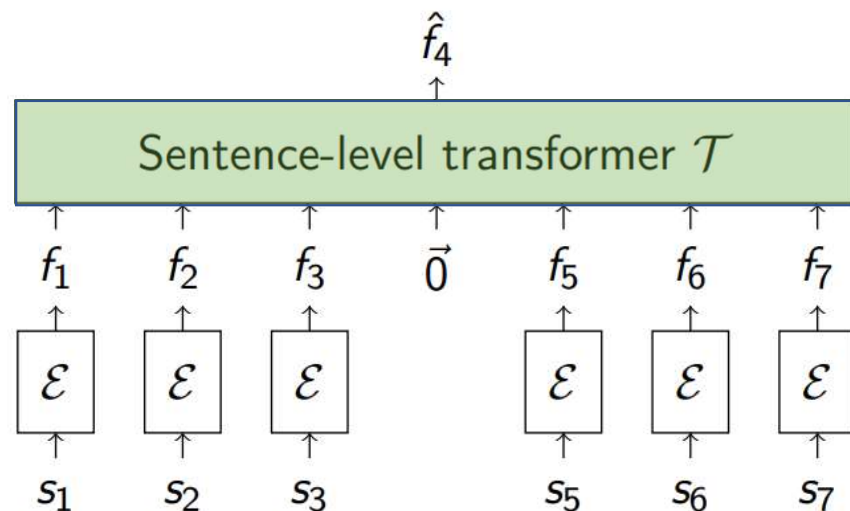 f̂₄
Sentence-level transformer 𝒯
f₁ f₂ f₃ 0⃗ f₅ f₆ f₇
ℰ ℰ ℰ ℰ ℰ ℰ
s₁ s₂ s₃ s₅ s₆ s₇